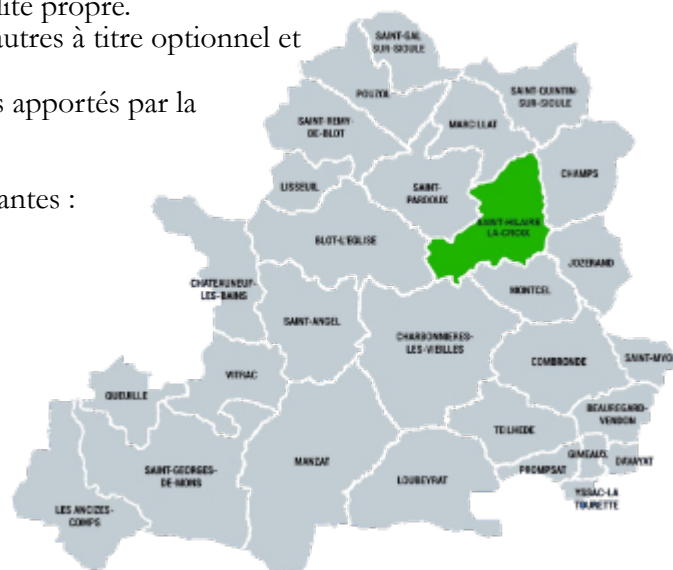 lité propre.
autres à titre optionnel et
s apportés par la
antes :
SAINT-GAL
SUR-SIOULE
POUZOL
SAINT-QUINTIN-
SUR-SIOULE
SAINT-REMY-
DE-BLOT
MARCILLAT
LISSEUIL
SAINT-
PARDOUX
CHAMPS
SAINT-HILAIRE
LA-CROIX
BLOT-L'EGLISE
JOZERAND
CHATEAUNEUF-
LES-BAINS
MONTCEL
SAINT-ANGEL
CHARBONNIERES-
LES-VIEILLES
COMBRONDE
SAINT-MYO
VITRAC
QUEUILLE
BEAUREGARD-
VENDON
TEILHEDE
GIMEAUX
DAVAYAT
PROMPSAT
MANZAT
SAINT-GEORGES-
DE-MONS
LOUBEYRAT
YSSAC-LA
TOURETTE
LES ANCIZES-
COMPS